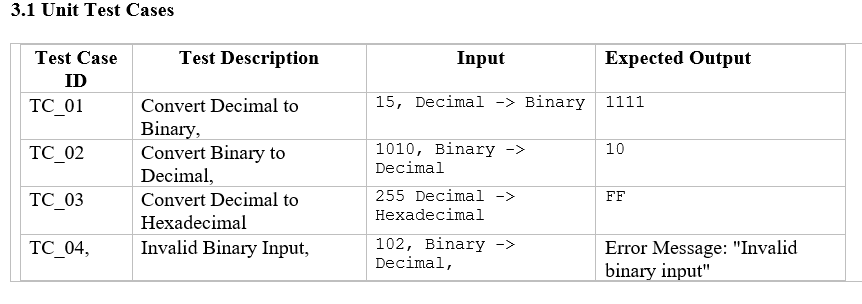 3.1 Unit Test Cases
Test Case ID Test Description Input Expected Output
TC_01 Convert Decimal to Binary, 15, Decimal -> Binary 1111
TC_02 Convert Binary to Decimal, 1010, Binary -> Decimal 10
TC_03 Convert Decimal to Hexadecimal 255 Decimal -> Hexadecimal FF
TC_04, Invalid Binary Input, 102, Binary -> Decimal, Error Message: "Invalid binary input"